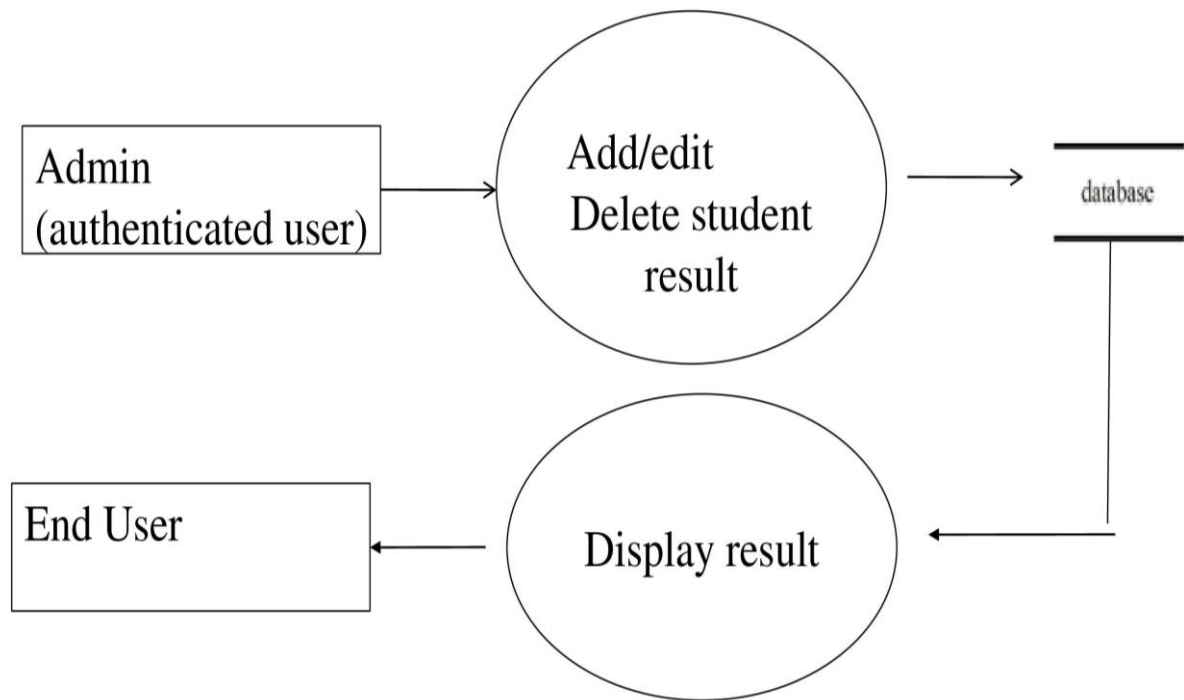 Admin
(authenticated user)
Add/edit
Delete student
result
database
End User
Display result